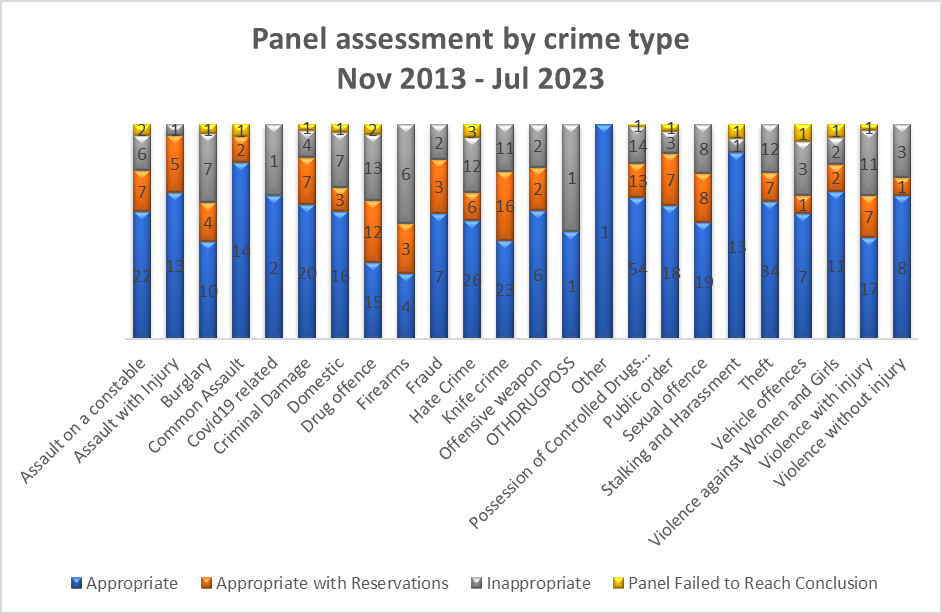 Panel assessment by crime type
Nov 2013 - Jul 2023
2 1 1 1 1 2 3 1 1 1 1 1 1
6 1 7 1 4 7 13 6 2 12 11 2 1 14 3 8 1 12 3 2 11 3
7 5 4 2 7 3 12 3 3 6 16 2 13 7 8 7 1 2 7 1
22 13 10 14 2 20 16 15 4 7 26 23 6 1 1 54 18 19 13 34 7 11 17 8
Assault on a constable
Assault with Injury
Burglary
Common Assault
Covid19 related
Criminal Damage
Domestic
Drug offence
Firearms
Fraud
Hate Crime
Knife crime
Offensive weapon
OTHDRUGPOSS
Other
Possession of Controlled Drugs...
Public order
Sexual offence
Stalking and Harassment
Theft
Vehicle offences
Violence against Women and Girls
Violence with injury
Violence without injury
Appropriate
Appropriate with Reservations
Inappropriate
Panel Failed to Reach Conclusion